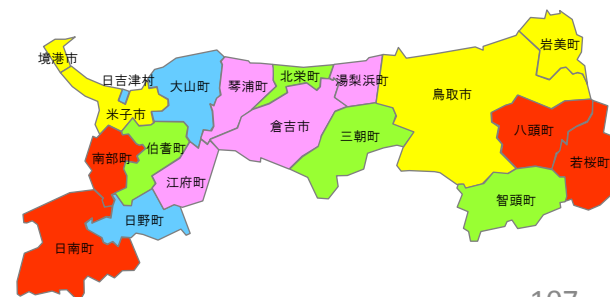 岩美町
境港市
日吉津村
大山町
琴浦町
北栄町
湯梨浜町
鳥取市
米子市
倉吉市
三朝町
八頭町
南部町
伯耆町
若桜町
江府町
智頭町
日野町
日南町